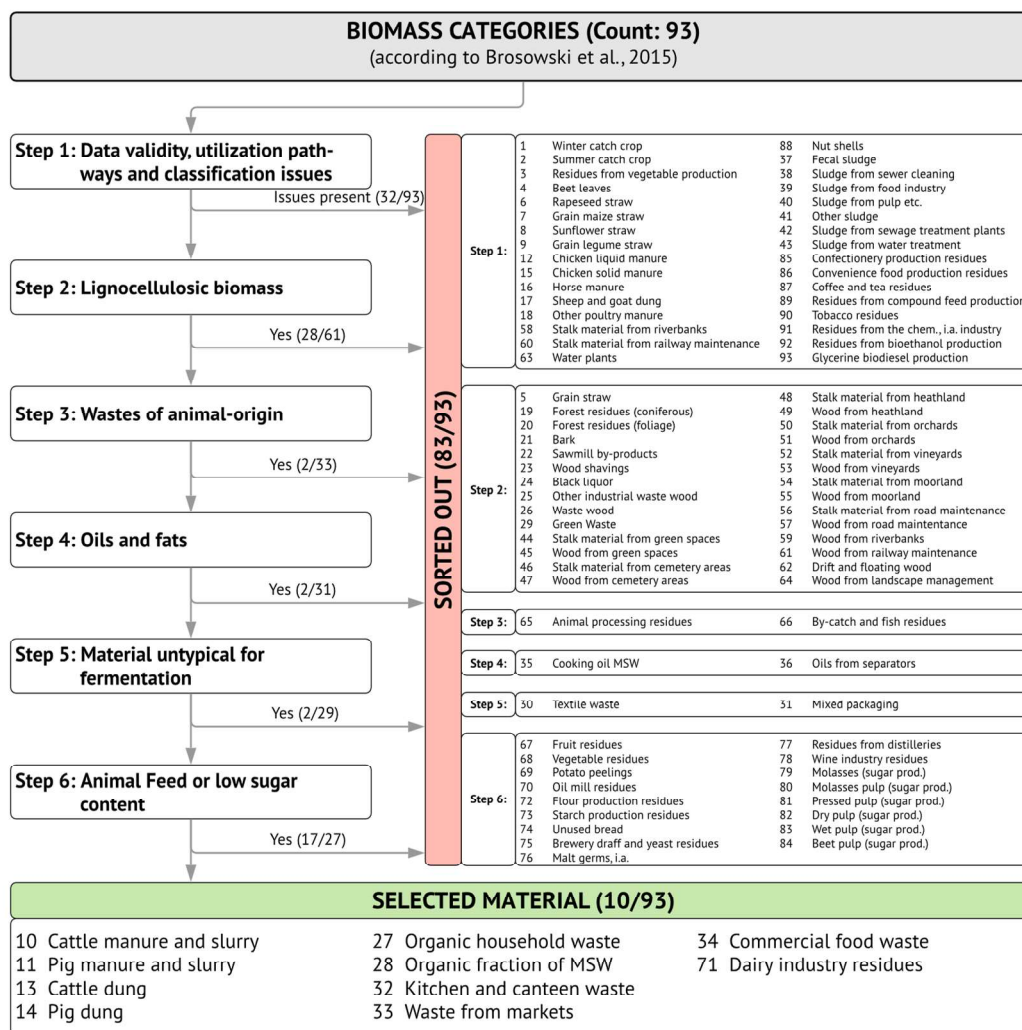 BIOMASS CATEGORIES (Count: 93)
(according to Brosowski et al., 2015)
Step 1: Data validity, utilization path-
ways and classification issues
Issues present (32/93)
Step 2: Lignocellulosic biomass
Yes (28/61)
Step 3: Wastes of animal-origin
Yes (2/33)
Step 4: Oils and fats
Yes (2/31)
Step 5: Material untypical for
fermentation
Yes (2/29)
Step 6: Animal Feed or low sugar
content
Yes (17/27)
SORTED OUT (83/93)
Step 1:
1 Winter catch crop
2 Summer catch crop
3 Residues from vegetable production
4 Beet leaves
6 Rapeseed straw
7 Grain maize straw
8 Sunflower straw
9 Grain legume straw
12 Chicken liquid manure
15 Chicken solid manure
16 Horse manure
17 Sheep and goat dung
18 Other poultry manure
58 Stalk material from riverbanks
60 Stalk material from railway maintenance
63 Water plants
88 Nut shells
37 Fecal sludge
38 Sludge from sewer cleaning
39 Sludge from food industry
40 Sludge from pulp etc.
41 Other sludge
42 Sludge from sewage treatment plants
43 Sludge from water treatment
85 Confectionery production residues
86 Convenience food production residues
87 Coffee and tea residues
89 Residues from compound feed production
90 Tobacco residues
91 Residues from the chem., i.a. industry
92 Residues from bioethanol production
93 Glycerine biodiesel production
Step 2:
5 Grain straw
19 Forest residues (coniferous)
20 Forest residues (foliage)
21 Bark
22 Sawmill by-products
23 Wood shavings
24 Black liquor
25 Other industrial waste wood
26 Waste wood
29 Green Waste
44 Stalk material from green spaces
45 Wood from green spaces
46 Stalk material from cemetery areas
47 Wood from cemetery areas
48 Stalk material from heathland
49 Wood from heathland
50 Stalk material from orchards
51 Wood from orchards
52 Stalk material from vineyards
53 Wood from vineyards
54 Stalk material from moorland
55 Wood from moorland
56 Stalk material from road maintenance
57 Wood from road maintentance
59 Wood from riverbanks
61 Wood from railway maintenance
62 Drift and floating wood
64 Wood from landscape management
Step 3:
65 Animal processing residues
66 By-catch and fish residues
Step 4:
35 Cooking oil MSW
36 Oils from separators
Step 5:
30 Textile waste
31 Mixed packaging
Step 6:
67 Fruit residues
68 Vegetable residues
69 Potato peelings
70 Oil mill residues
72 Flour production residues
73 Starch production residues
74 Unused bread
75 Brewery draff and yeast residues
76 Malt germs, i.a.
77 Residues from distilleries
78 Wine industry residues
79 Molasses (sugar prod.)
80 Molasses pulp (sugar prod.)
81 Pressed pulp (sugar prod.)
82 Dry pulp (sugar prod.)
83 Wet pulp (sugar prod.)
84 Beet pulp (sugar prod.)
SELECTED MATERIAL (10/93)
10 Cattle manure and slurry
11 Pig manure and slurry
13 Cattle dung
14 Pig dung
27 Organic household waste
28 Organic fraction of MSW
32 Kitchen and canteen waste
33 Waste from markets
34 Commercial food waste
71 Dairy industry residues